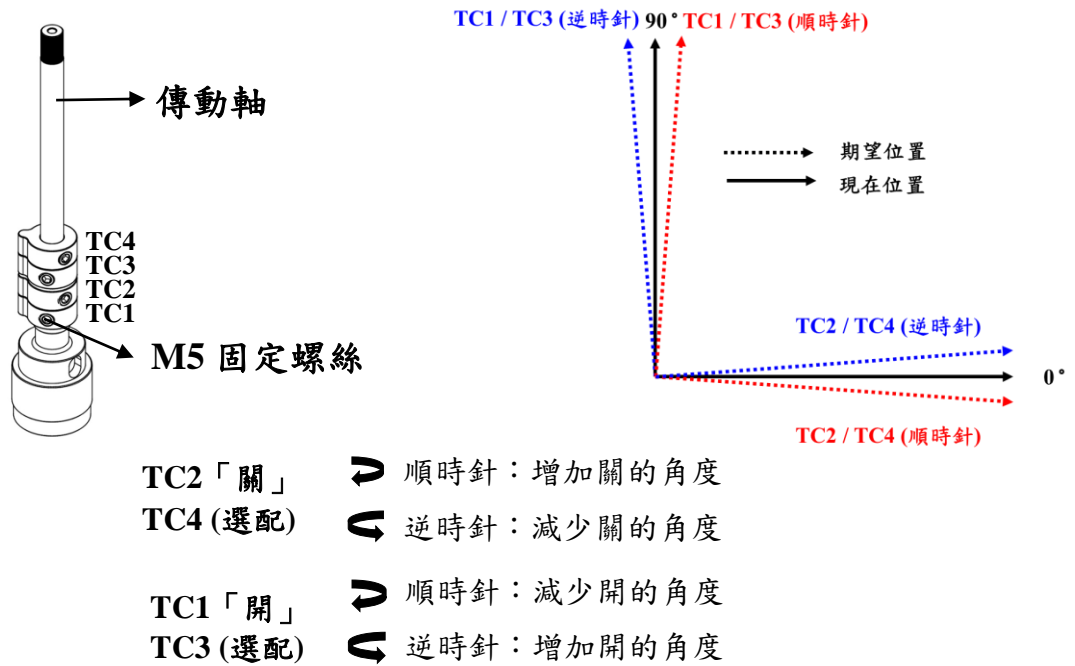 TC1 / TC3 (逆時針) 90° TC1 / TC3 (順時針)
傳動軸
期望位置
現在位置
TC4
TC3
TC2
TC1
M5 固定螺絲
TC2 / TC4 (逆時針)
0°
TC2 / TC4 (順時針)
TC2「關」 順時針：增加關的角度
TC4 (選配) 逆時針：減少關的角度
TC1「開」 順時針：減少開的角度
TC3 (選配) 逆時針：增加開的角度